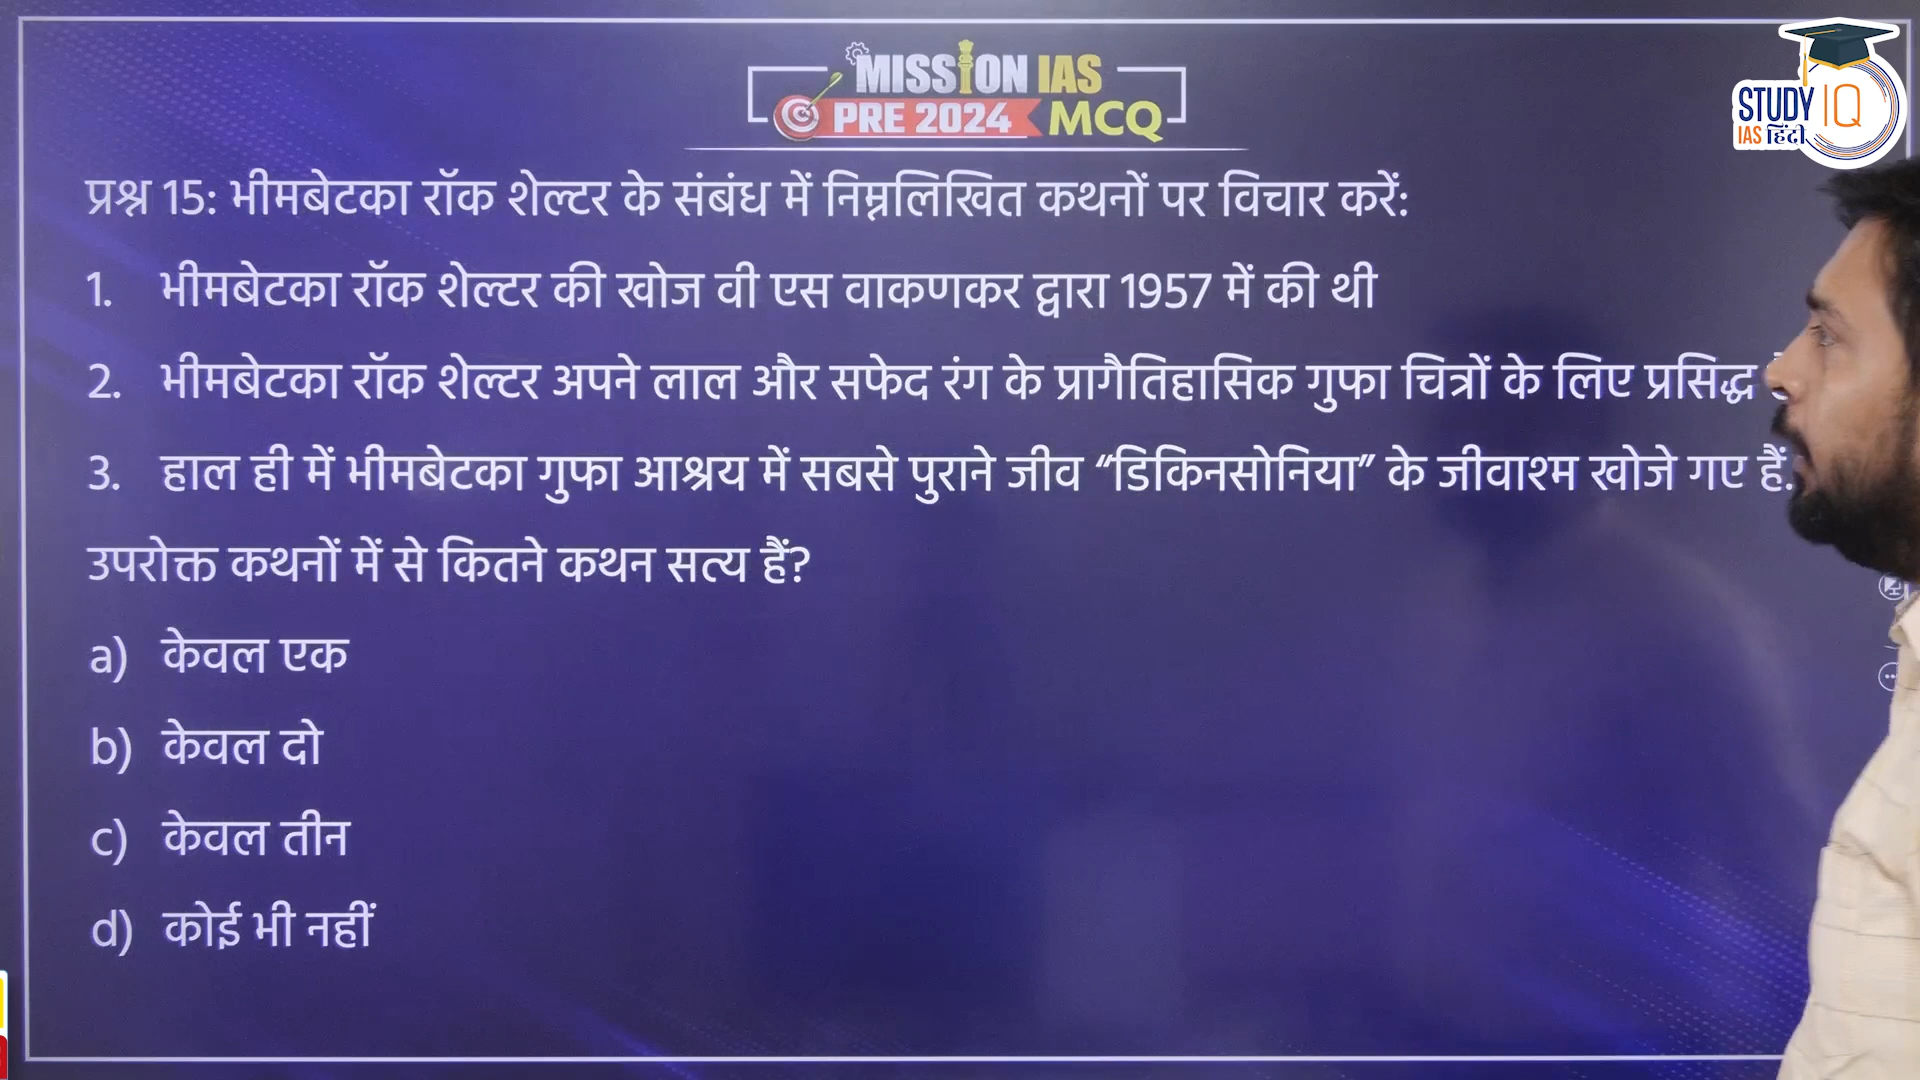 MISSION IAS
PRE 2024 MCQ
STUDY IQ
IAS हिंदी
प्रश्न 15: भीमबेटका रॉक शेल्टर के संबंध में निम्नलिखित कथनों पर विचार करें:
1. भीमबेटका रॉक शेल्टर की खोज वी एस वाकणकर द्वारा 1957 में की थी
2. भीमबेटका रॉक शेल्टर अपने लाल और सफेद रंग के प्रागैतिहासिक गुफा चित्रों के लिए प्रसिद्ध
3. हाल ही में भीमबेटका गुफा आश्रय में सबसे पुराने जीव “डिकिनसोनिया” के जीवाश्म खोजे गए हैं.
उपरोक्त कथनों में से कितने कथन सत्य हैं?
a) केवल एक
b) केवल दो
c) केवल तीन
d) कोई भी नहीं